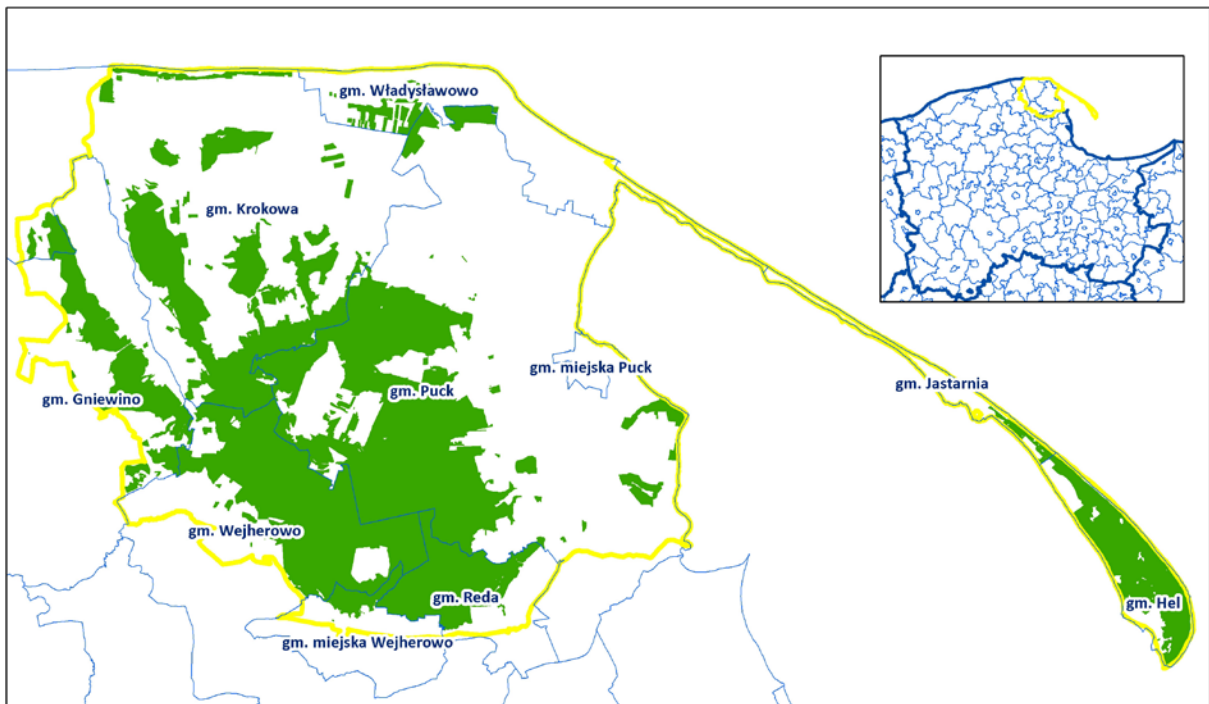 gm. Władysławowo
gm. Krokowa
gm. miejska Puck
gm. Jastarnia
gm. Gniewino
gm. Puck
gm. Wejherowo
gm. Reda
gm. Hel
gm. miejska Wejherowo